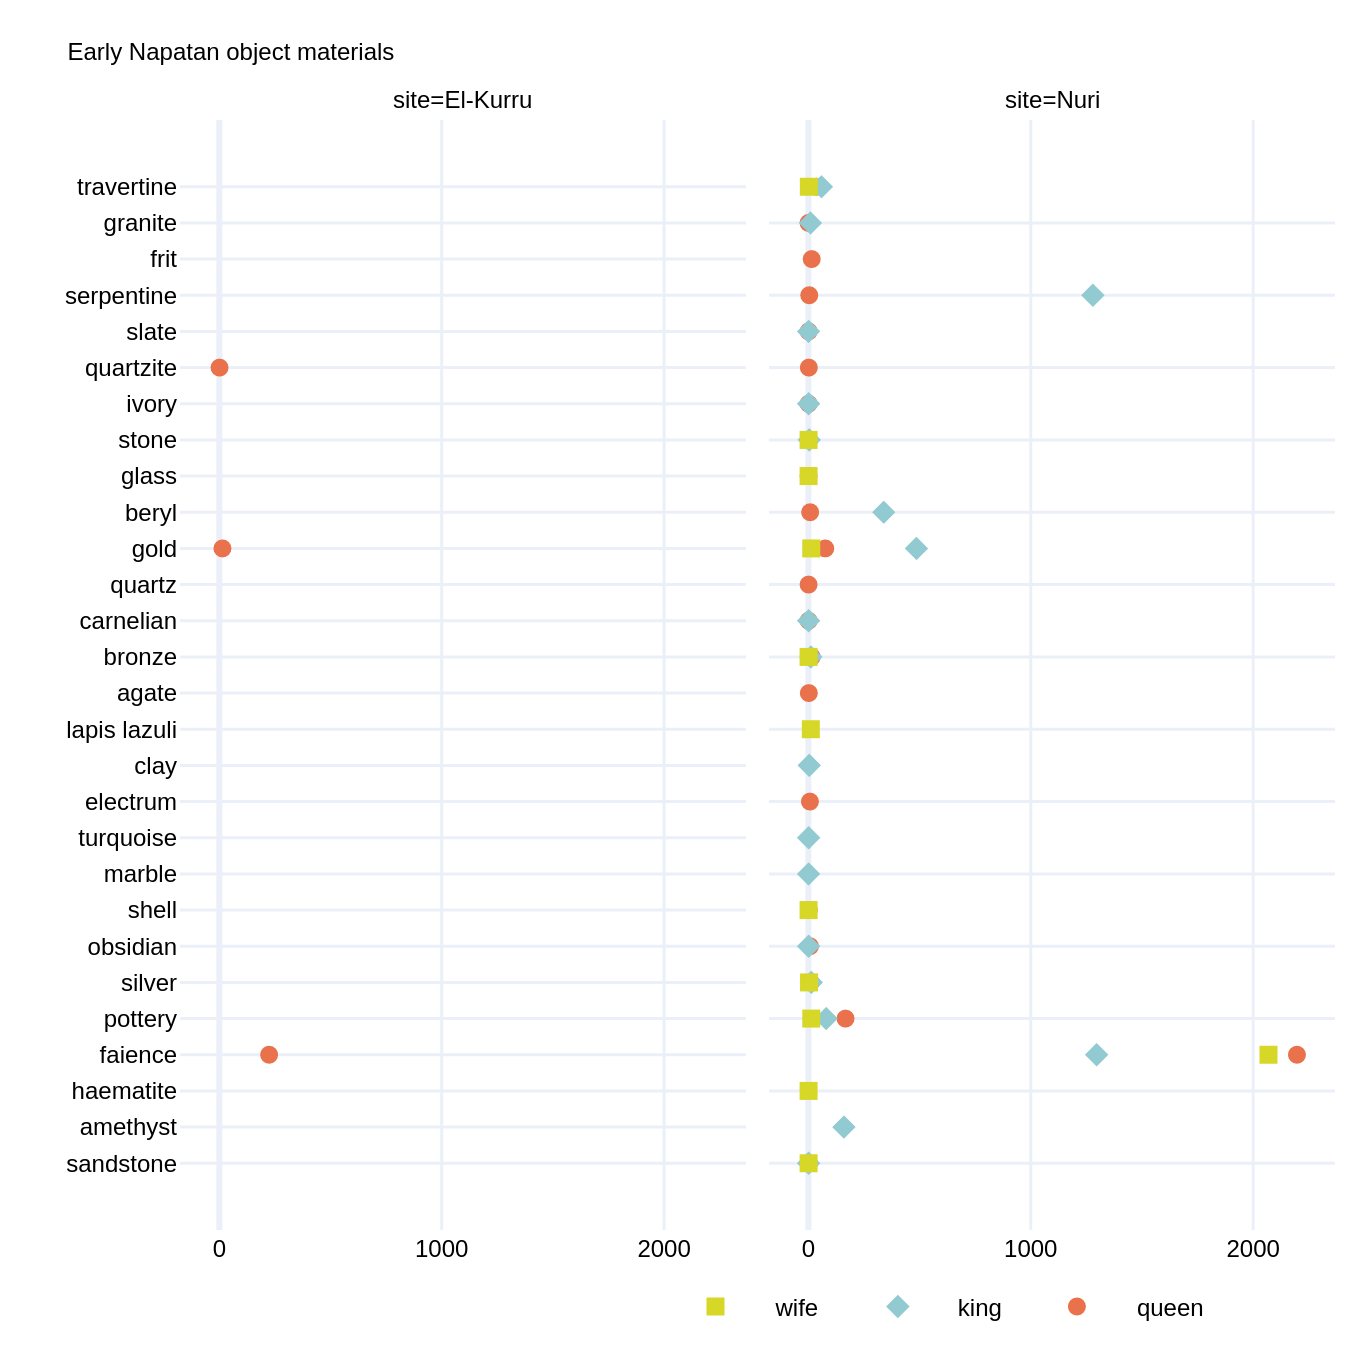 Early Napatan object materials
site=El-Kurru
site=Nuri
travertine
granite
frit
serpentine
slate
quartzite
ivory
stone
glass
beryl
gold
quartz
carnelian
bronze
agate
lapis lazuli
clay
electrum
turquoise
marble
shell
obsidian
silver
pottery
faience
haematite
amethyst
sandstone
0 1000 2000 0 1000 2000
wife king queen